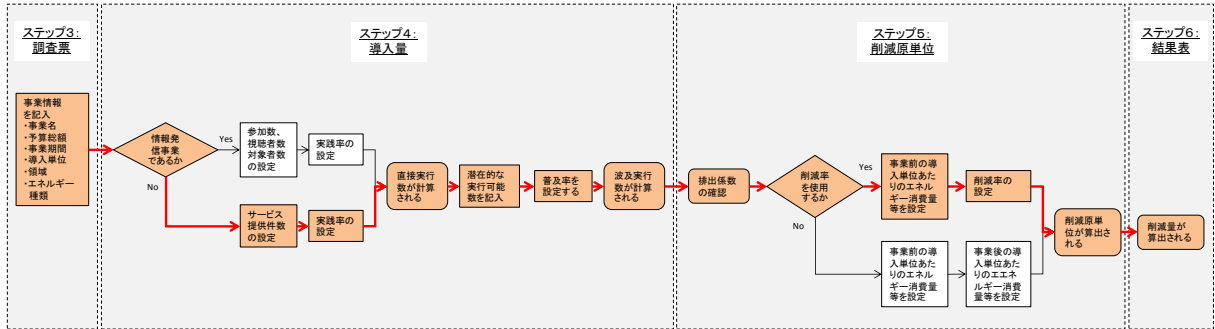 ステップ3:
調査票
事業情報
を記入
・事業名
・予算総額
・事業期間
・導入単位
・領域
・エネルギー
種類
ステップ4:
導入量
情報発
信事業
であるか
Yes
No
参加数、
視聴者数
対象者数
の設定
実践率の
設定
サービス
提供件数
の設定
実践率の
設定
直接実行
数が計算
される
潜在的な
実行可能
数を記入
普及率を
設定する
波及実行
数が計算
される
ステップ5:
削減原単位
排出係数
の確認
削減率
を使用
するか
Yes
No
事業前の導
入単位あた
りのエネル
ギー消費量
等を設定
削減率の
設定
事業前の導
入単位あた
りのエエネ
ルギー消費
量等を設定
事業後の導
入単位あた
りのエエネ
ルギー消費
量等を設定
削減原単
位が算出さ
れる
ステップ6:
結果表
削減量が
算出される